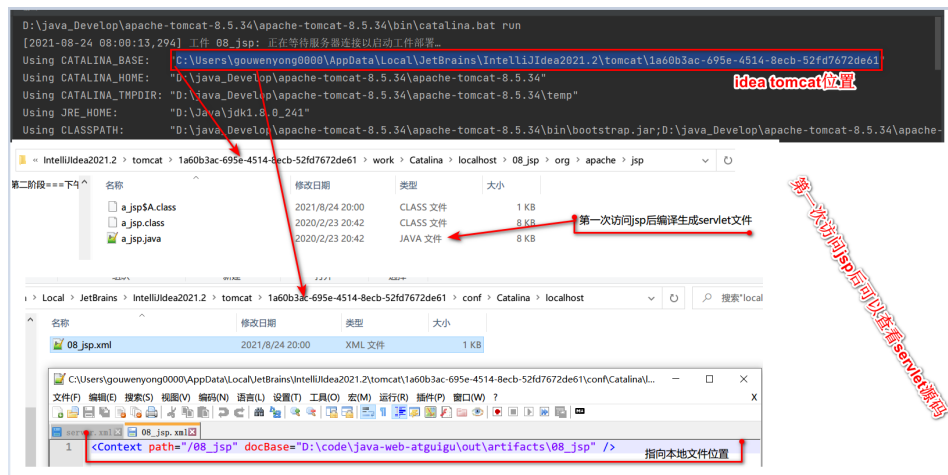 D:\java_Develop\apache-tomcat-8.5.34\apache-tomcat-8.5.34\bin\catalina.bat run
[2021-08-24 08:00:13,294] 工件 08_jsp: 正在等待服务器连接以启动工件部署…
Using CATALINA_BASE: "C:\Users\gouwenyong0000\AppData\Local\JetBrains\IntelliJIdea2021.2\tomcat\1a60b3ac-695e-4514-8ecb-52fd7672de61"
Using CATALINA_HOME: "D:\java_Develop\apache-tomcat-8.5.34\apache-tomcat-8.5.34"
idea tomcat位置
Using CATALINA_TMPDIR: "D:\java_Develop\apache-tomcat-8.5.34\apache-tomcat-8.5.34\temp"
Using JRE_HOME: "D:\Java\jdk1.8.0_241"
Using CLASSPATH: "D:\java_Develop\apache-tomcat-8.5.34\apache-tomcat-8.5.34\bin\bootstrap.jar;D:\java_Develop\apache-tomcat-8.5.34\apache-
« IntelliJIdea2021.2 > tomcat > 1a60b3ac-695e-4514-8ecb-52fd7672de61 > work > Catalina > localhost > 08_jsp > org > apache > jsp
第二阶段===下午
名称 修改日期 类型 大小
a_jsp$A.class 2021/8/24 20:00 CLASS 文件 1 KB
a_jsp.class 2020/2/23 20:42 CLASS 文件 8 KB
a_jsp.java 2020/2/23 20:42 JAVA 文件 8 KB
第一次访问jsp后编译生成servlet文件
第一次访问jsp后可以查看servlet源码
> Local > JetBrains > IntelliJIdea2021.2 > tomcat > 1a60b3ac-695e-4514-8ecb-52fd7672de61 > conf > Catalina > localhost
搜索"local
名称 修改日期 类型 大小
08_jsp.xml 2021/8/24 20:00 XML 文件 1 KB
C:\Users\gouwenyong0000\AppData\Local\JetBrains\IntelliJIdea2021.2\tomcat\1a60b3ac-695e-4514-8ecb-52fd7672de61\conf\Catalina\l...
文件(F) 编辑(E) 搜索(S) 视图(V) 编码(N) 语言(L) 设置(T) 工具(O) 宏(M) 运行(R) 插件(P) 窗口(W) ? X
server.xml 08_jsp.xml
1 <Context path="/08_jsp" docBase="D:\code\java-web-atguigu\out\artifacts\08_jsp" />
指向本地文件位置